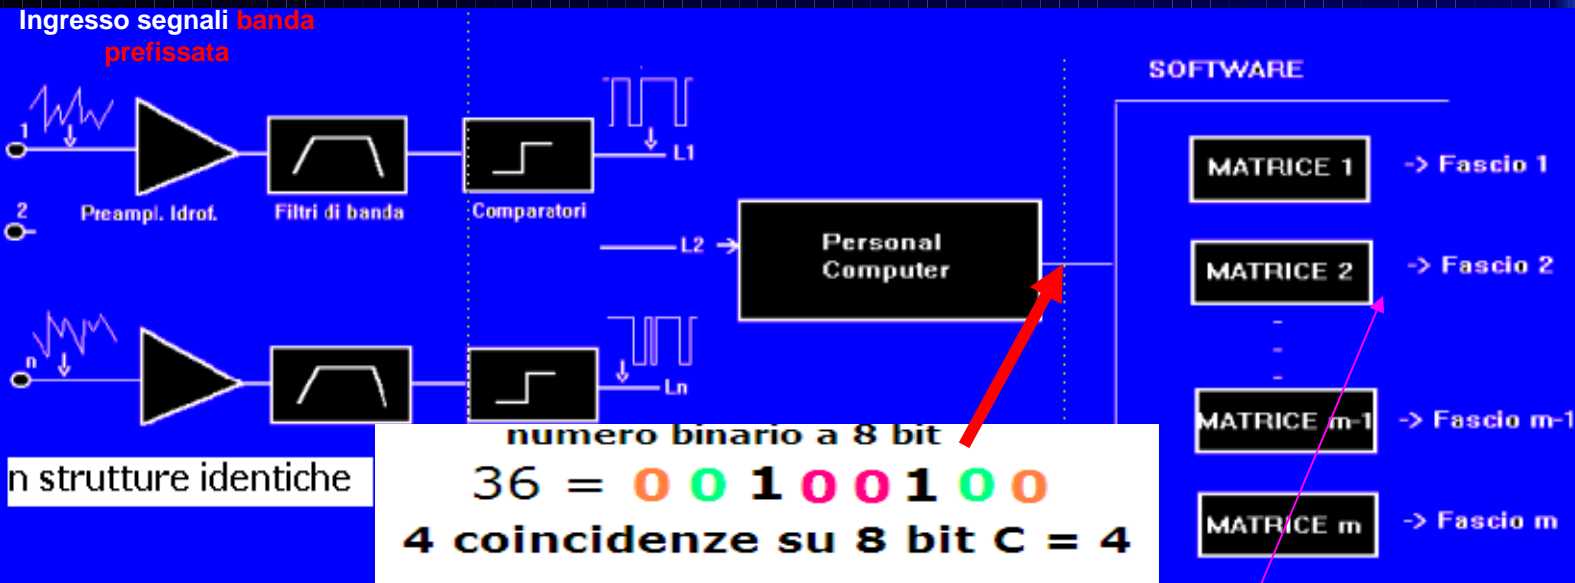 Ingresso segnali banda
prefissata
SOFTWARE
1
L1
MATRICE 1 -> Fascio 1
2
Preampl. Idrof. Filtri di banda Comparatori
L2
Personal
Computer
MATRICE 2 -> Fascio 2
n
Ln
MATRICE m-1 -> Fascio m-1
numero binario a 8 bit
n strutture identiche
36 = 0 0 1 0 0 1 0 0
MATRICE m -> Fascio m
4 coincidenze su 8 bit C = 4